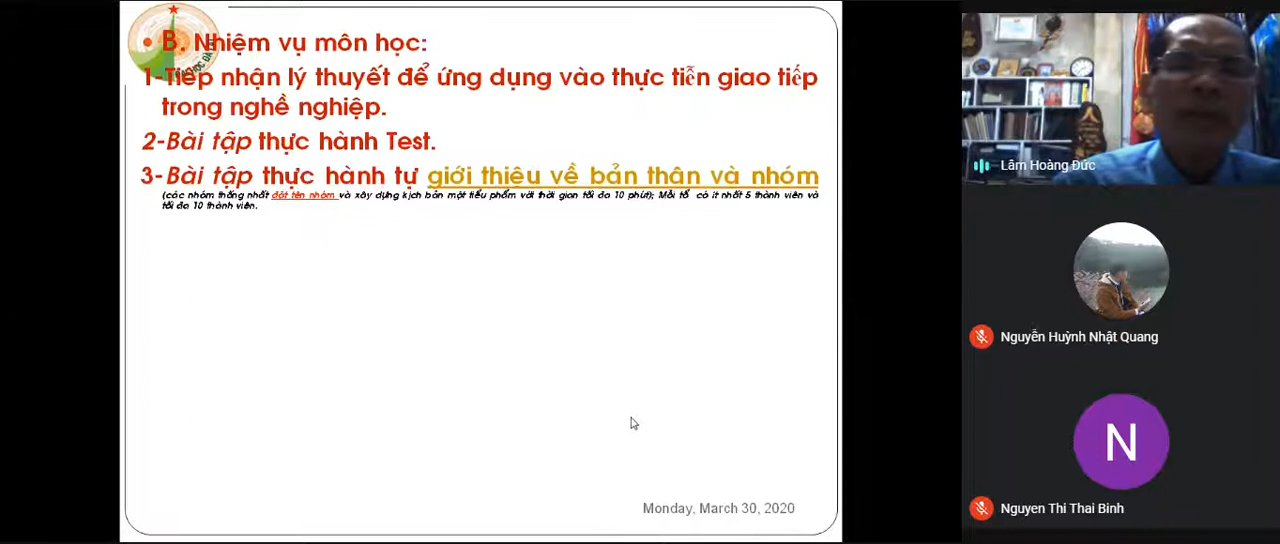 • B. Nhiệm vụ môn học:
1-Tiếp nhận lý thuyết để ứng dụng vào thực tiễn giao tiếp
trong nghề nghiệp.
2-Bài tập thực hành Test.
3-Bài tập thực hành tự giới thiệu về bản thân và nhóm
(các nhóm thống nhất đặt tên nhóm và xây dựng kịch bản một tiểu phẩm với thời gian tối đa 10 phút); Mỗi tổ có ít nhất 5 thành viên và
tối đa 10 thành viên.
Monday, March 30, 2020
Lâm Hoàng Đức
Nguyễn Huỳnh Nhật Quang
N
Nguyen Thi Thai Binh